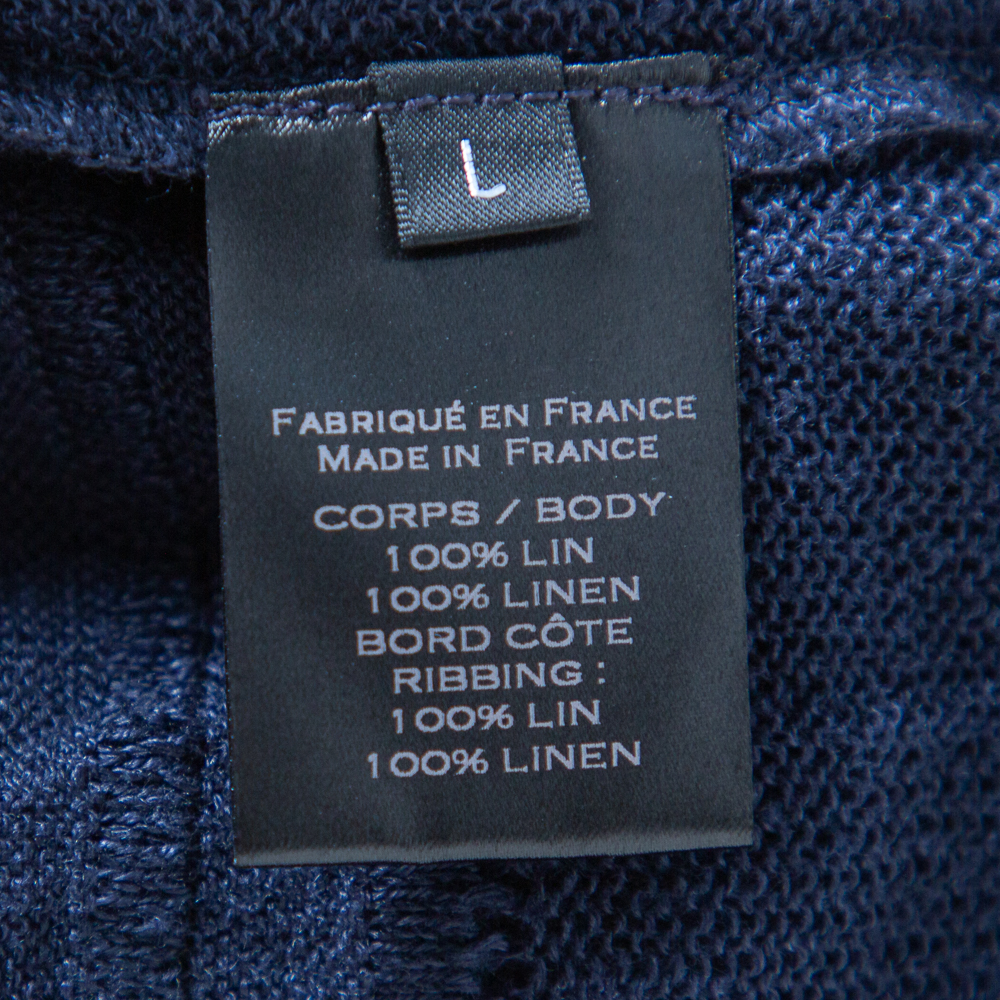 L
FABRIQUÉ EN FRANCE
MADE IN FRANCE
CORPS / BODY
100% LIN
100% LINEN
BORD CÔTE
RIBBING :
100% LIN
100% LINEN